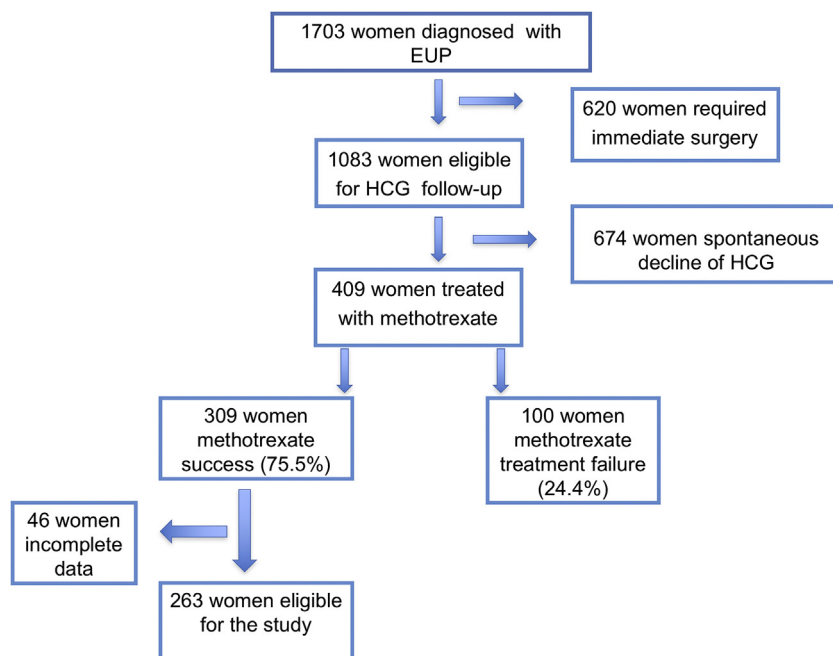 1703 women diagnosed with
EUP
620 women required
immediate surgery
1083 women eligible
for HCG follow-up
674 women spontaneous
decline of HCG
409 women treated
with methotrexate
309 women
methotrexate
success (75.5%)
100 women
methotrexate
treatment failure
(24.4%)
46 women
incomplete
data
263 women eligible
for the study